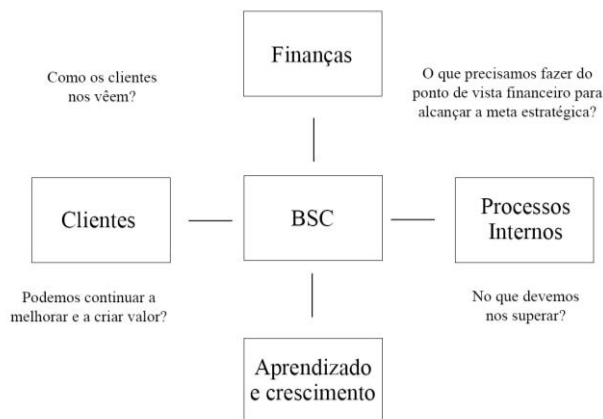 Finanças
Como os clientes
nos vêem?
O que precisamos fazer do
ponto de vista financeiro para
alcançar a meta estratégica?
Clientes
BSC
Processos
Internos
Podemos continuar a
melhorar e a criar valor?
No que devemos
nos superar?
Aprendizado
e crescimento